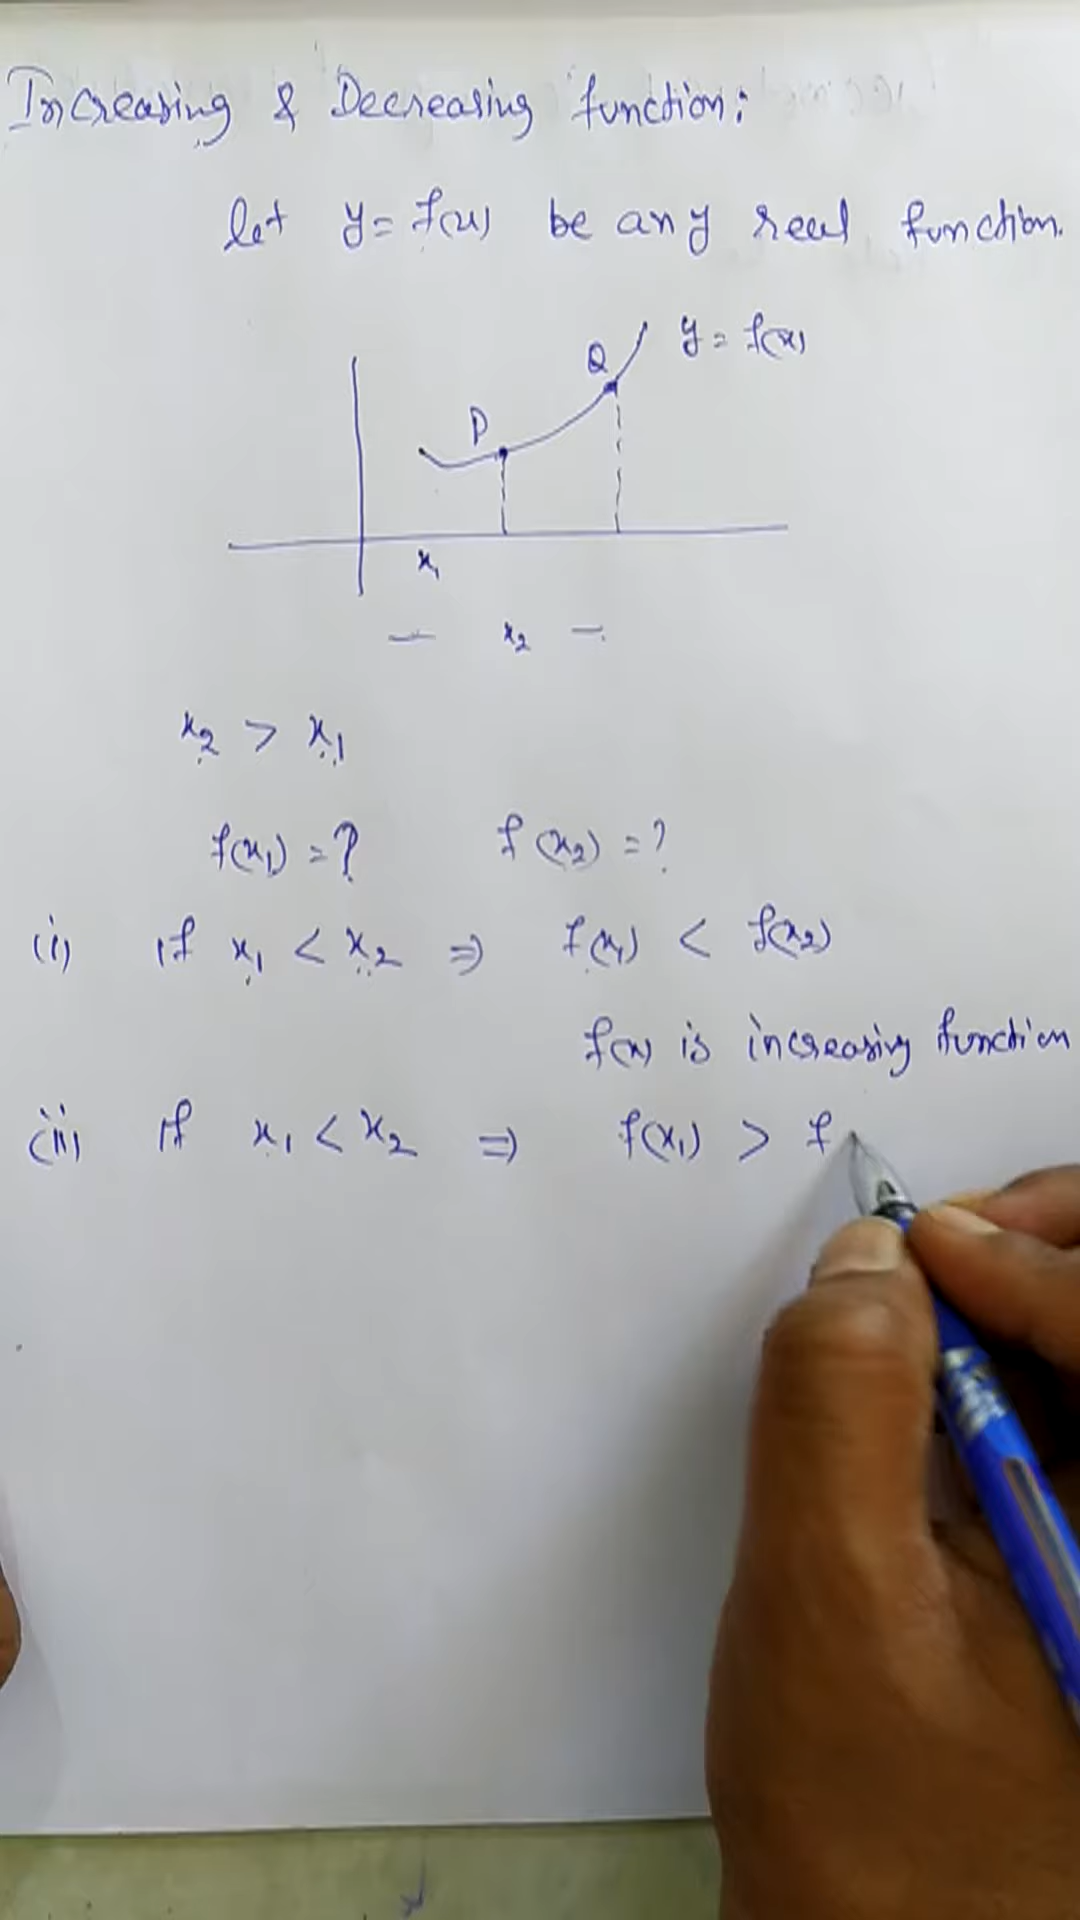 Increasing & Decreasing function:
let y = f(x) be any real function.
Q y = f(x)
P
x₁
— x₂ —
x₂ > x₁
f(x₁) = ? f(x₂) = ?
(i) if x₁ < x₂ ⇒ f(x₁) < f(x₂)
f(x) is increasing function
(ii) if x₁ < x₂ ⇒ f(x₁) > f